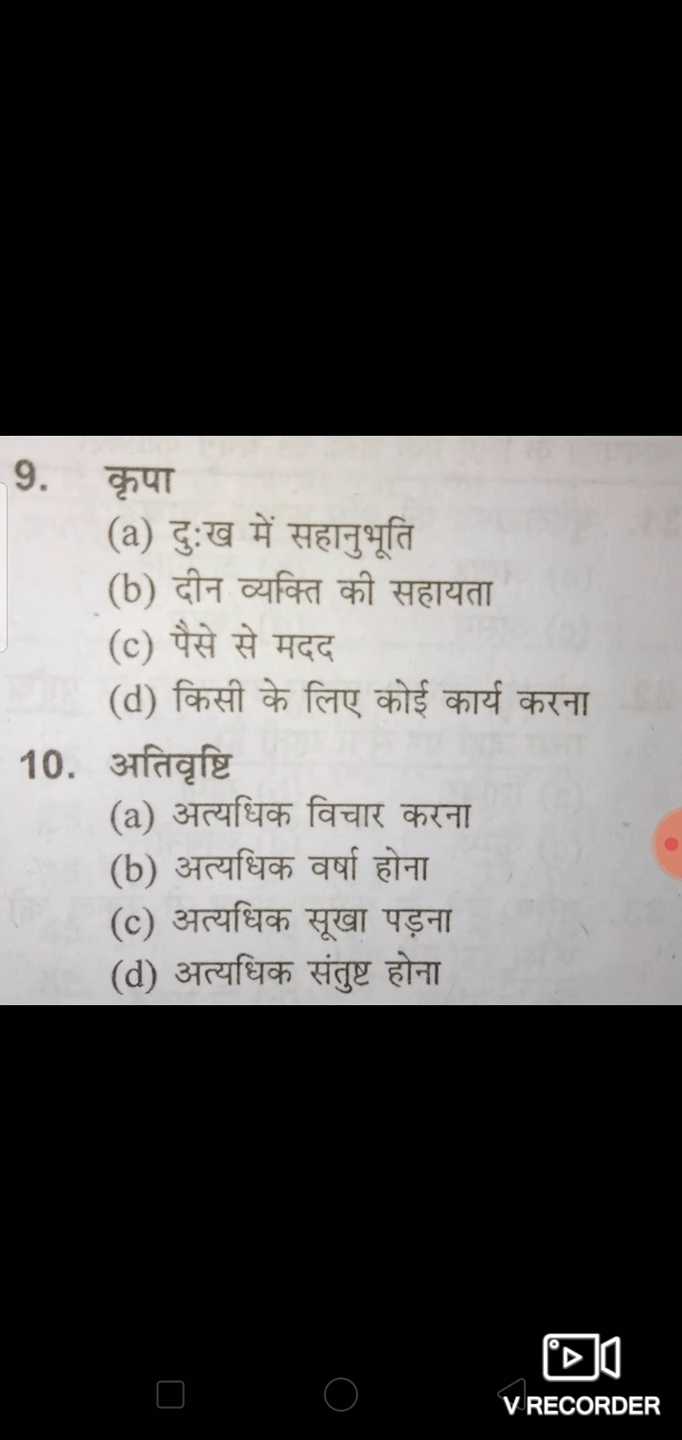 9. कृपा
(a) दुःख में सहानुभूति
(b) दीन व्यक्ति की सहायता
(c) पैसे से मदद
(d) किसी के लिए कोई कार्य करना
10. अतिवृष्टि
(a) अत्यधिक विचार करना
(b) अत्यधिक वर्षा होना
(c) अत्यधिक सूखा पड़ना
(d) अत्यधिक संतुष्ट होना
V RECORDER